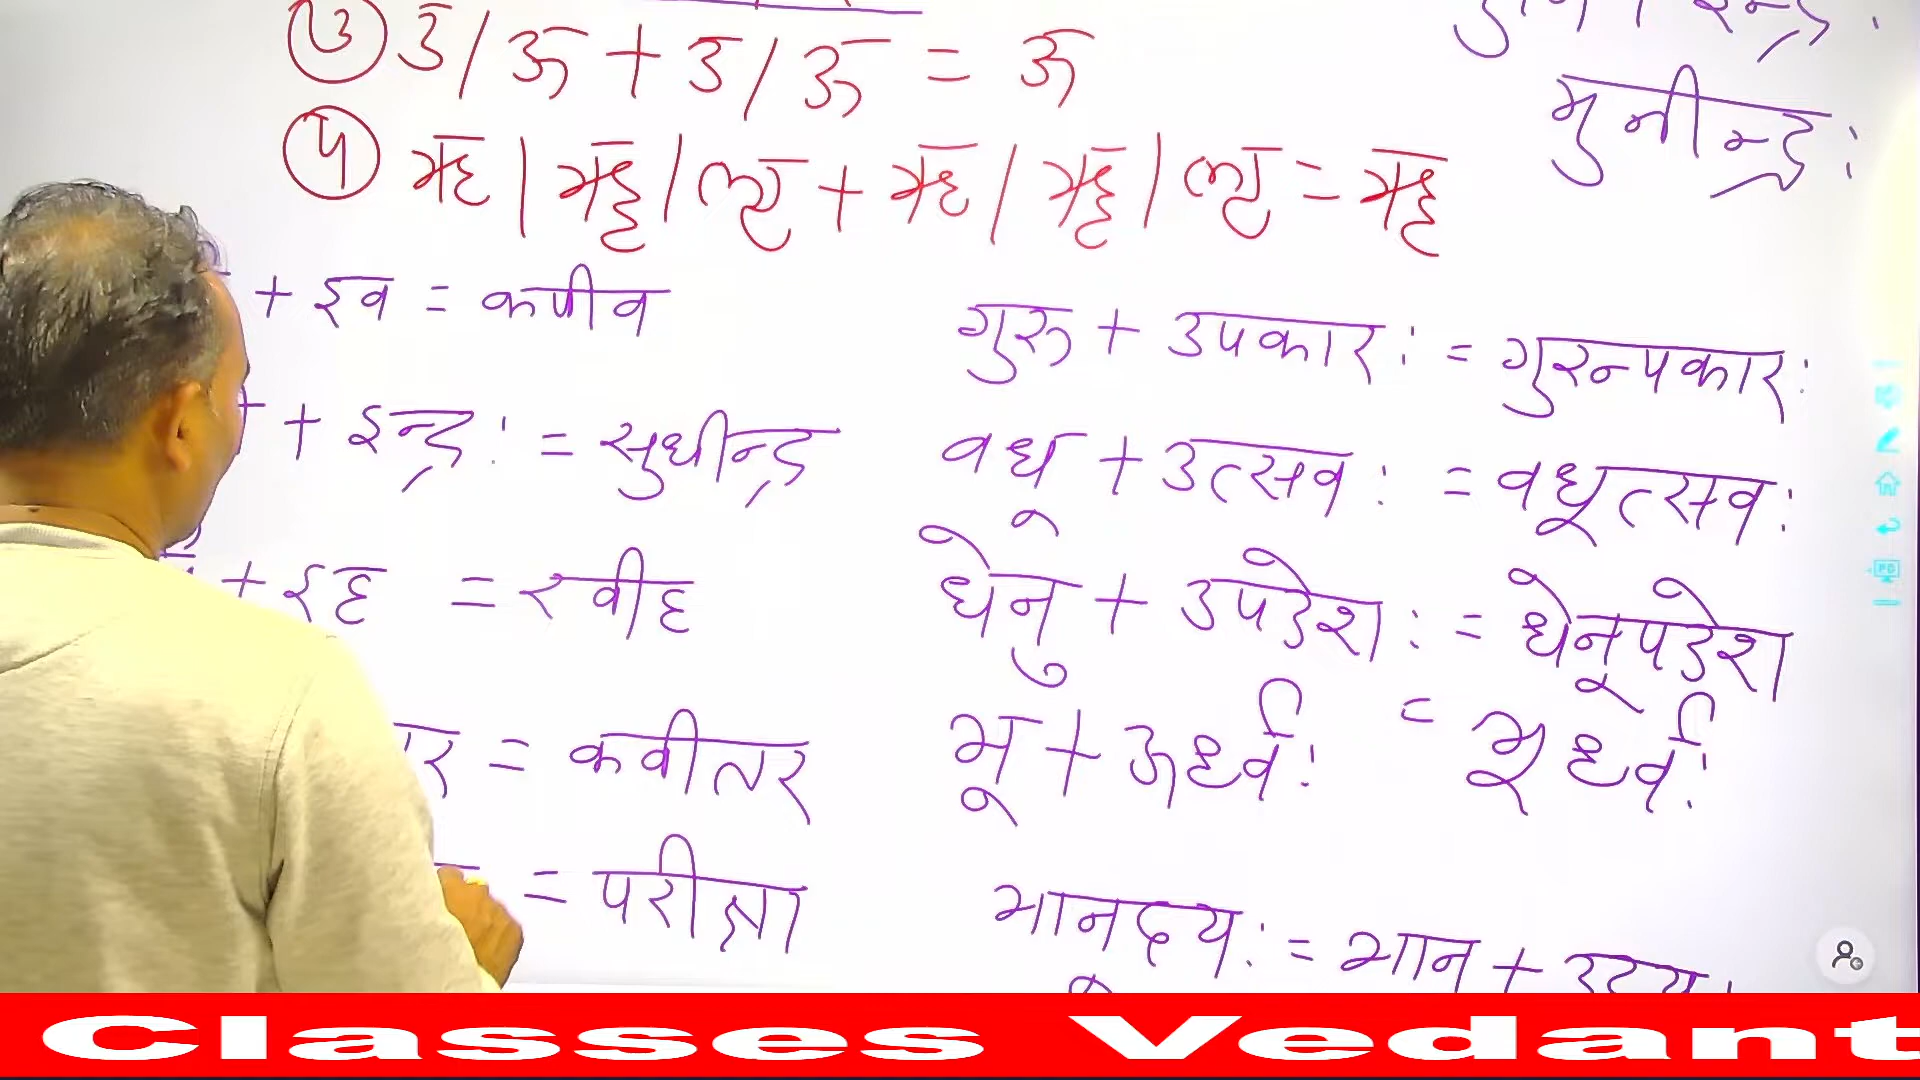 ③ उ / ऊ + उ / ऊ = ऊ
④ ऋ | ॠ | ऌ + ऋ / ॠ | ऌ = ॠ
मुनीन्द्र:
+ इव = कपीव
+ इन्द्र: = सुधीन्द्र
+ इह = रवीह
= कवीतर
= परीक्षा
गुरु + उपकार: = गुरूपकार:
वधू + उत्सव: = वधूत्सव:
धेनु + उपदेश: = धेनूपदेश
भू + ऊर्ध्व: = भूर्ध्व:
भानूदय: = भानु + उदय:
Classes Vedant